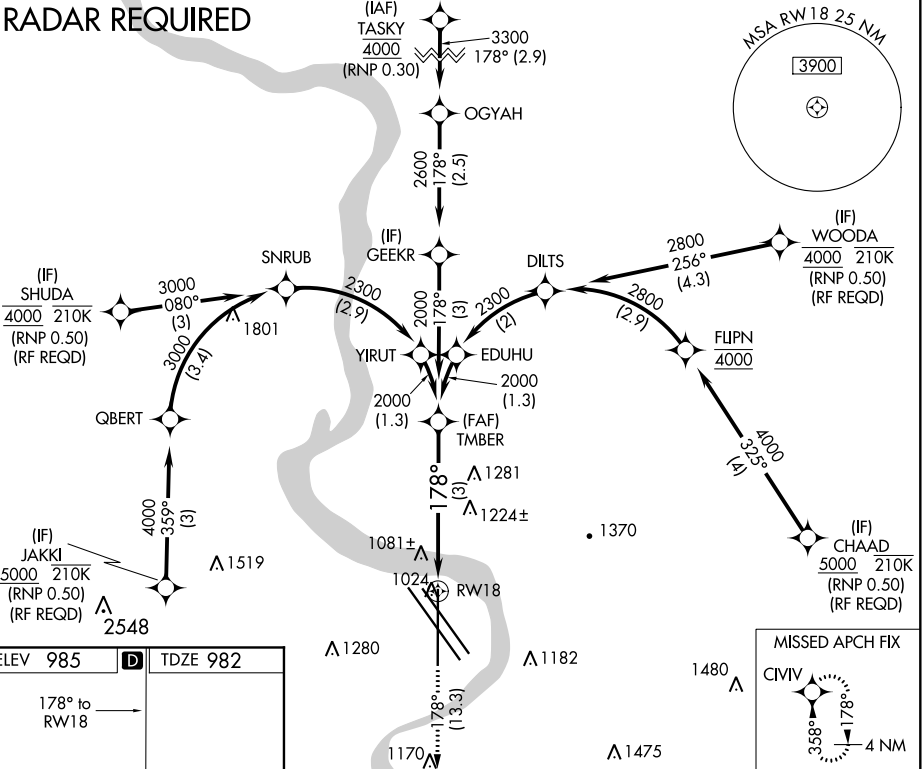 RADAR REQUIRED
(IAF)
TASKY
4000
(RNP 0.30)
3300
178° (2.9)
OGYAH
MSA RW18 25 NM
3900
2600
178°
(2.5)
(IF)
GEEKR
2000
178°
(3)
(IF)
SHUDA
4000 210K
(RNP 0.50)
(RF REQD)
3000
080°
(3)
SNRUB
2300
(2.9)
1801
3000
(3.4)
DILTS
2300
(2)
2800
256°
(4.3)
(IF)
WOODA
4000 210K
(RNP 0.50)
(RF REQD)
2800
(2.9)
FLIPN
4000
YIRUT
EDUHU
2000
(1.3)
2000
(1.3)
QBERT
(FAF)
TMBER
178°
(3)
1281
1224±
1081±
1024
RW18
1370
4000
325°
(4)
(IF)
CHAAD
5000 210K
(RNP 0.50)
(RF REQD)
4000
359°
(3)
(IF)
JAKKI
5000 210K
(RNP 0.50)
(RF REQD)
1519
2548
1280
1182
1480
1475
1170
178°
(13.3)
ELEV 985
D
TDZE 982
178° to
RW18
MISSED APCH FIX
CIVIV
358°
178°
4 NM